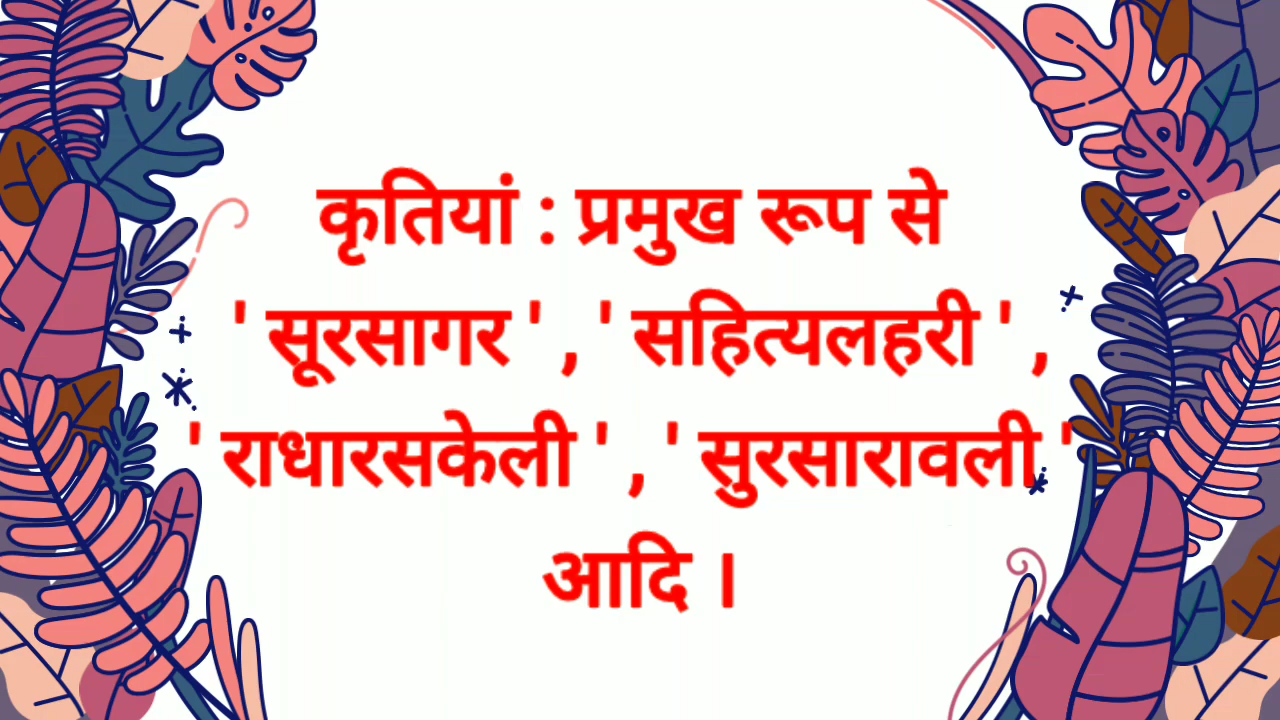 कृतियां : प्रमुख रूप से
' सूरसागर ' , ' सहित्यलहरी ' ,
' राधारसकेली ' , ' सुरसारावली '
आदि ।